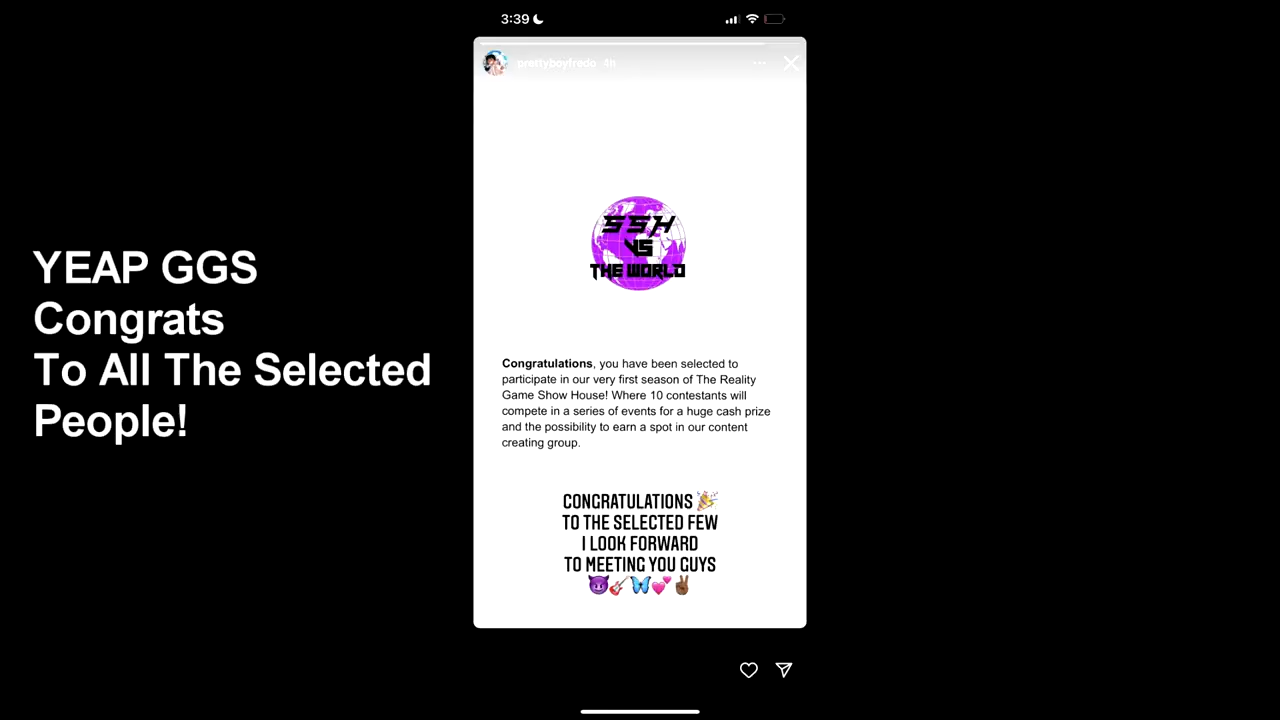 3:39
prettyboyfredo 4h
SSH
VS
THE WORLD
YEAP GGS
Congrats
To All The Selected
People!
Congratulations, you have been selected to
participate in our very first season of The Reality
Game Show House! Where 10 contestants will
compete in a series of events for a huge cash prize
and the possibility to earn a spot in our content
creating group.
CONGRATULATIONS 🎉
TO THE SELECTED FEW
I LOOK FORWARD
TO MEETING YOU GUYS
😈🎸🦋💕✌🏾